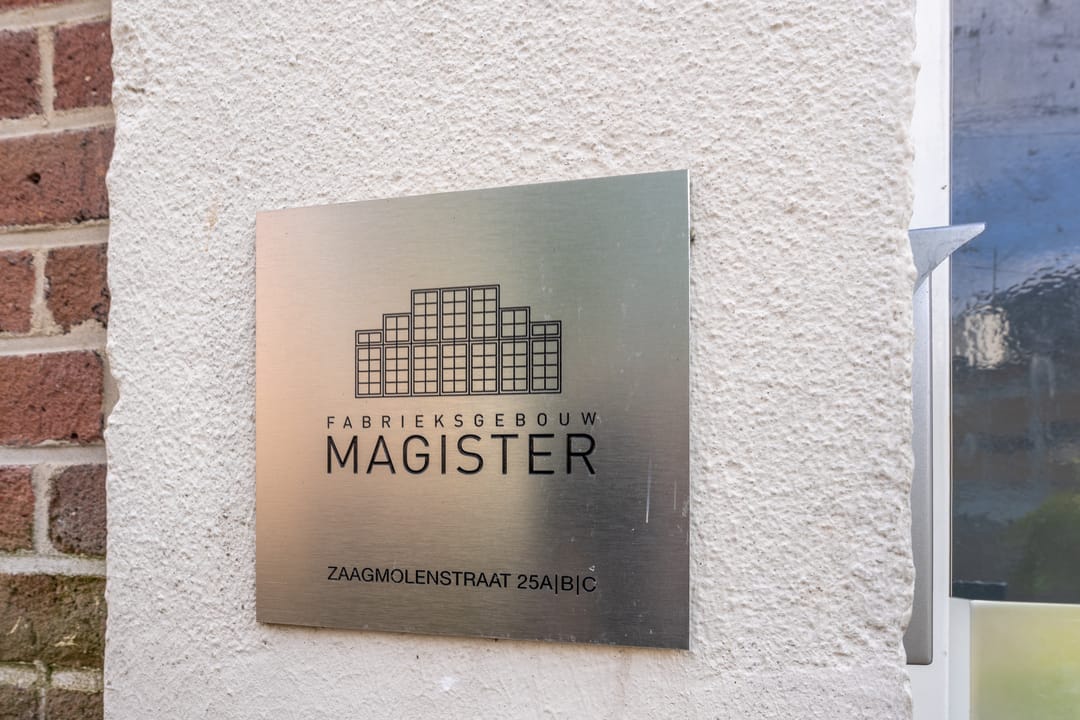 FABRIEKSGEBOUW
MAGISTER
ZAAGMOLENSTRAAT 25A|B|C